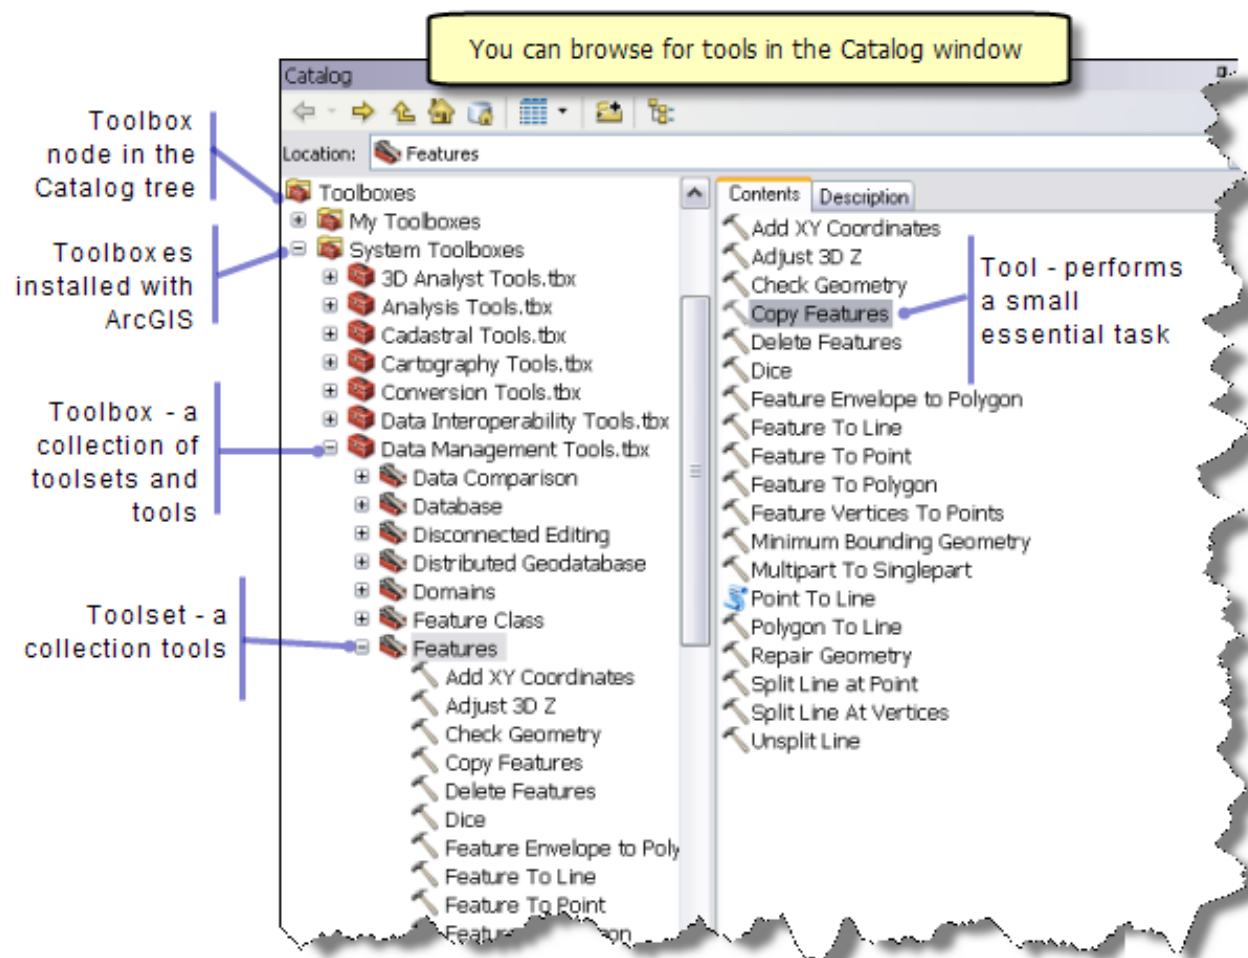 You can browse for tools in the Catalog window
Catalog
Location: Features
Toolbox
node in the
Catalog tree
Toolboxes
installed with
ArcGIS
Toolbox - a
collection of
toolsets and
tools
Toolset - a
collection tools
Toolboxes
My Toolboxes
System Toolboxes
3D Analyst Tools.tbx
Analysis Tools.tbx
Cadastral Tools.tbx
Cartography Tools.tbx
Conversion Tools.tbx
Data Interoperability Tools.tbx
Data Management Tools.tbx
Data Comparison
Database
Disconnected Editing
Distributed Geodatabase
Domains
Feature Class
Features
Add XY Coordinates
Adjust 3D Z
Check Geometry
Copy Features
Delete Features
Dice
Feature Envelope to Poly
Feature To Line
Feature To Point
Contents Description
Add XY Coordinates
Adjust 3D Z
Check Geometry
Copy Features
Delete Features
Dice
Feature Envelope to Polygon
Feature To Line
Feature To Point
Feature To Polygon
Feature Vertices To Points
Minimum Bounding Geometry
Multipart To Singlepart
Point To Line
Polygon To Line
Repair Geometry
Split Line at Point
Split Line At Vertices
Unsplit Line
Tool - performs
a small
essential task